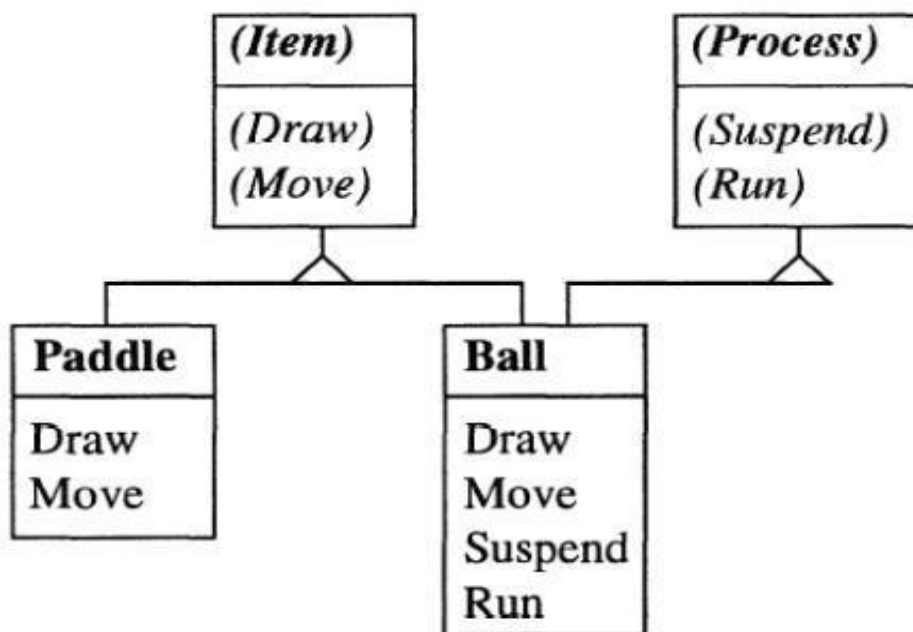 (Item)
(Draw)
(Move)
(Process)
(Suspend)
(Run)
Paddle
Draw
Move
Ball
Draw
Move
Suspend
Run